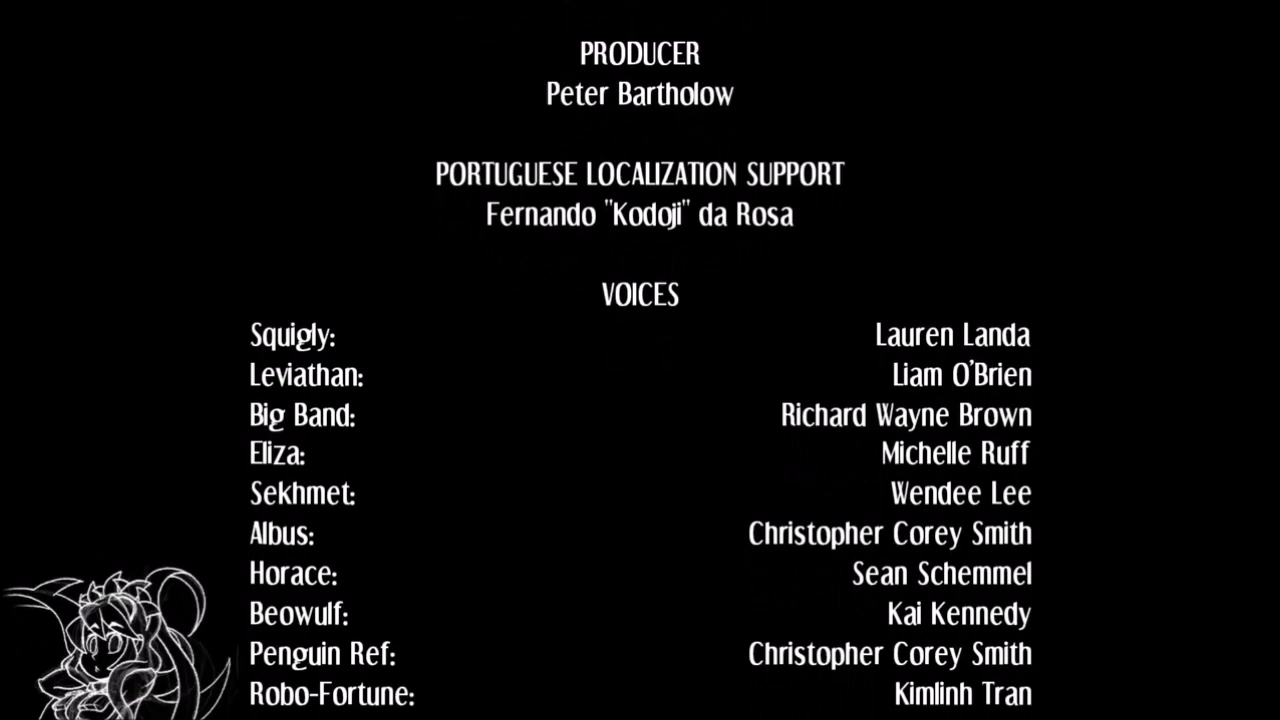 PRODUCER
Peter Bartholow
PORTUGUESE LOCALIZATION SUPPORT
Fernando "Kodoji" da Rosa
VOICES
Squigly: Lauren Landa
Leviathan: Liam O'Brien
Big Band: Richard Wayne Brown
Eliza: Michelle Ruff
Sekhmet: Wendee Lee
Albus: Christopher Corey Smith
Horace: Sean Schemmel
Beowulf: Kai Kennedy
Penguin Ref: Christopher Corey Smith
Robo-Fortune: Kimlinh Tran